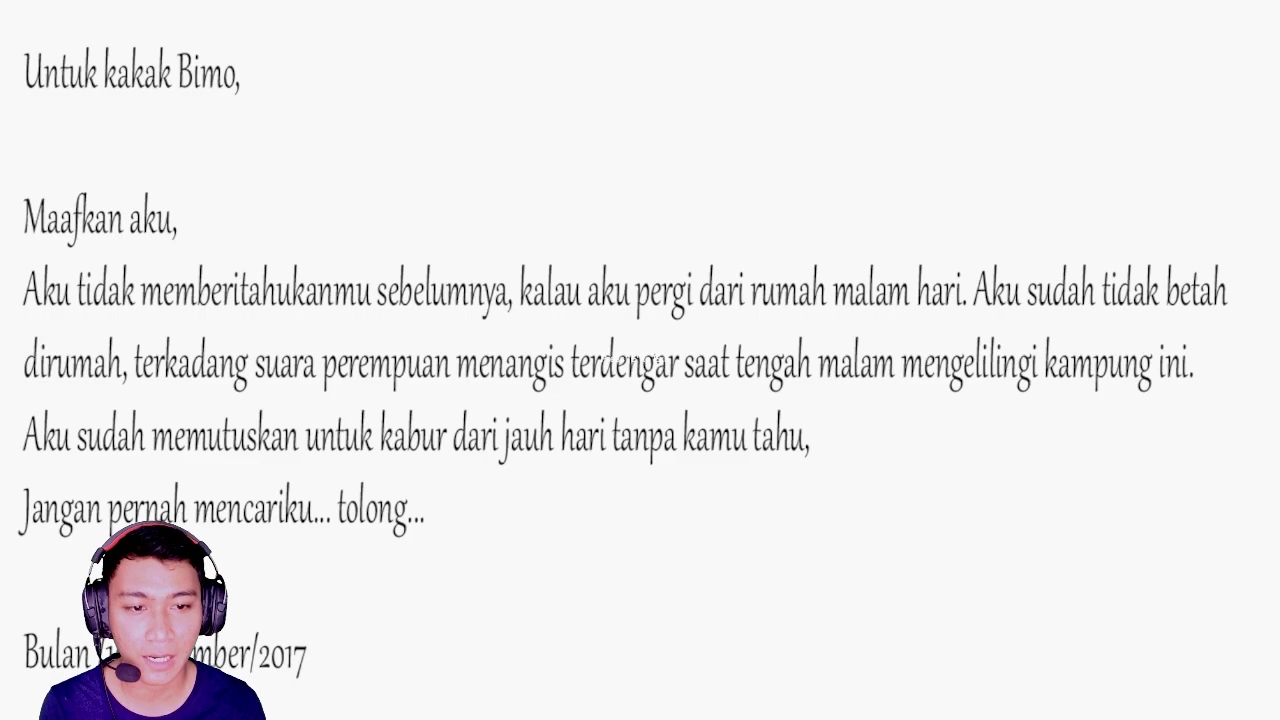 Untuk kakak Bimo,
Maafkan aku,
Aku tidak memberitahukanmu sebelumnya, kalau aku pergi dari rumah malam hari. Aku sudah tidak betah
dirumah, terkadang suara perempuan menangis terdengar saat tengah malam mengelilingi kampung ini.
Aku sudah memutuskan untuk kabur dari jauh hari tanpa kamu tahu,
Jangan pernah mencariku... tolong...
Bulan